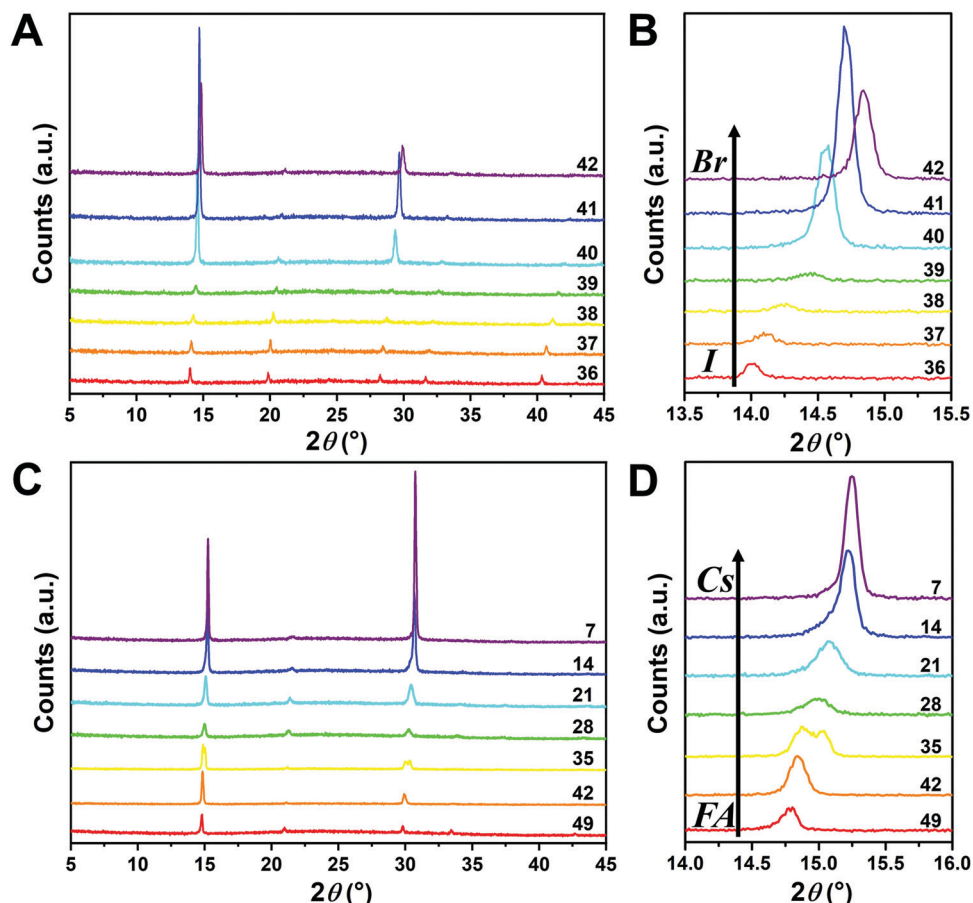 A
Counts (a.u.)
42
41
40
39
38
37
36
5 10 15 20 25 30 35 40 45
2θ (°)
B
Counts (a.u.)
Br
I
42
41
40
39
38
37
36
13.5 14.0 14.5 15.0 15.5
2θ (°)
C
Counts (a.u.)
7
14
21
28
35
42
49
5 10 15 20 25 30 35 40 45
2θ (°)
D
Counts (a.u.)
Cs
FA
7
14
21
28
35
42
49
14.0 14.5 15.0 15.5 16.0
2θ (°)